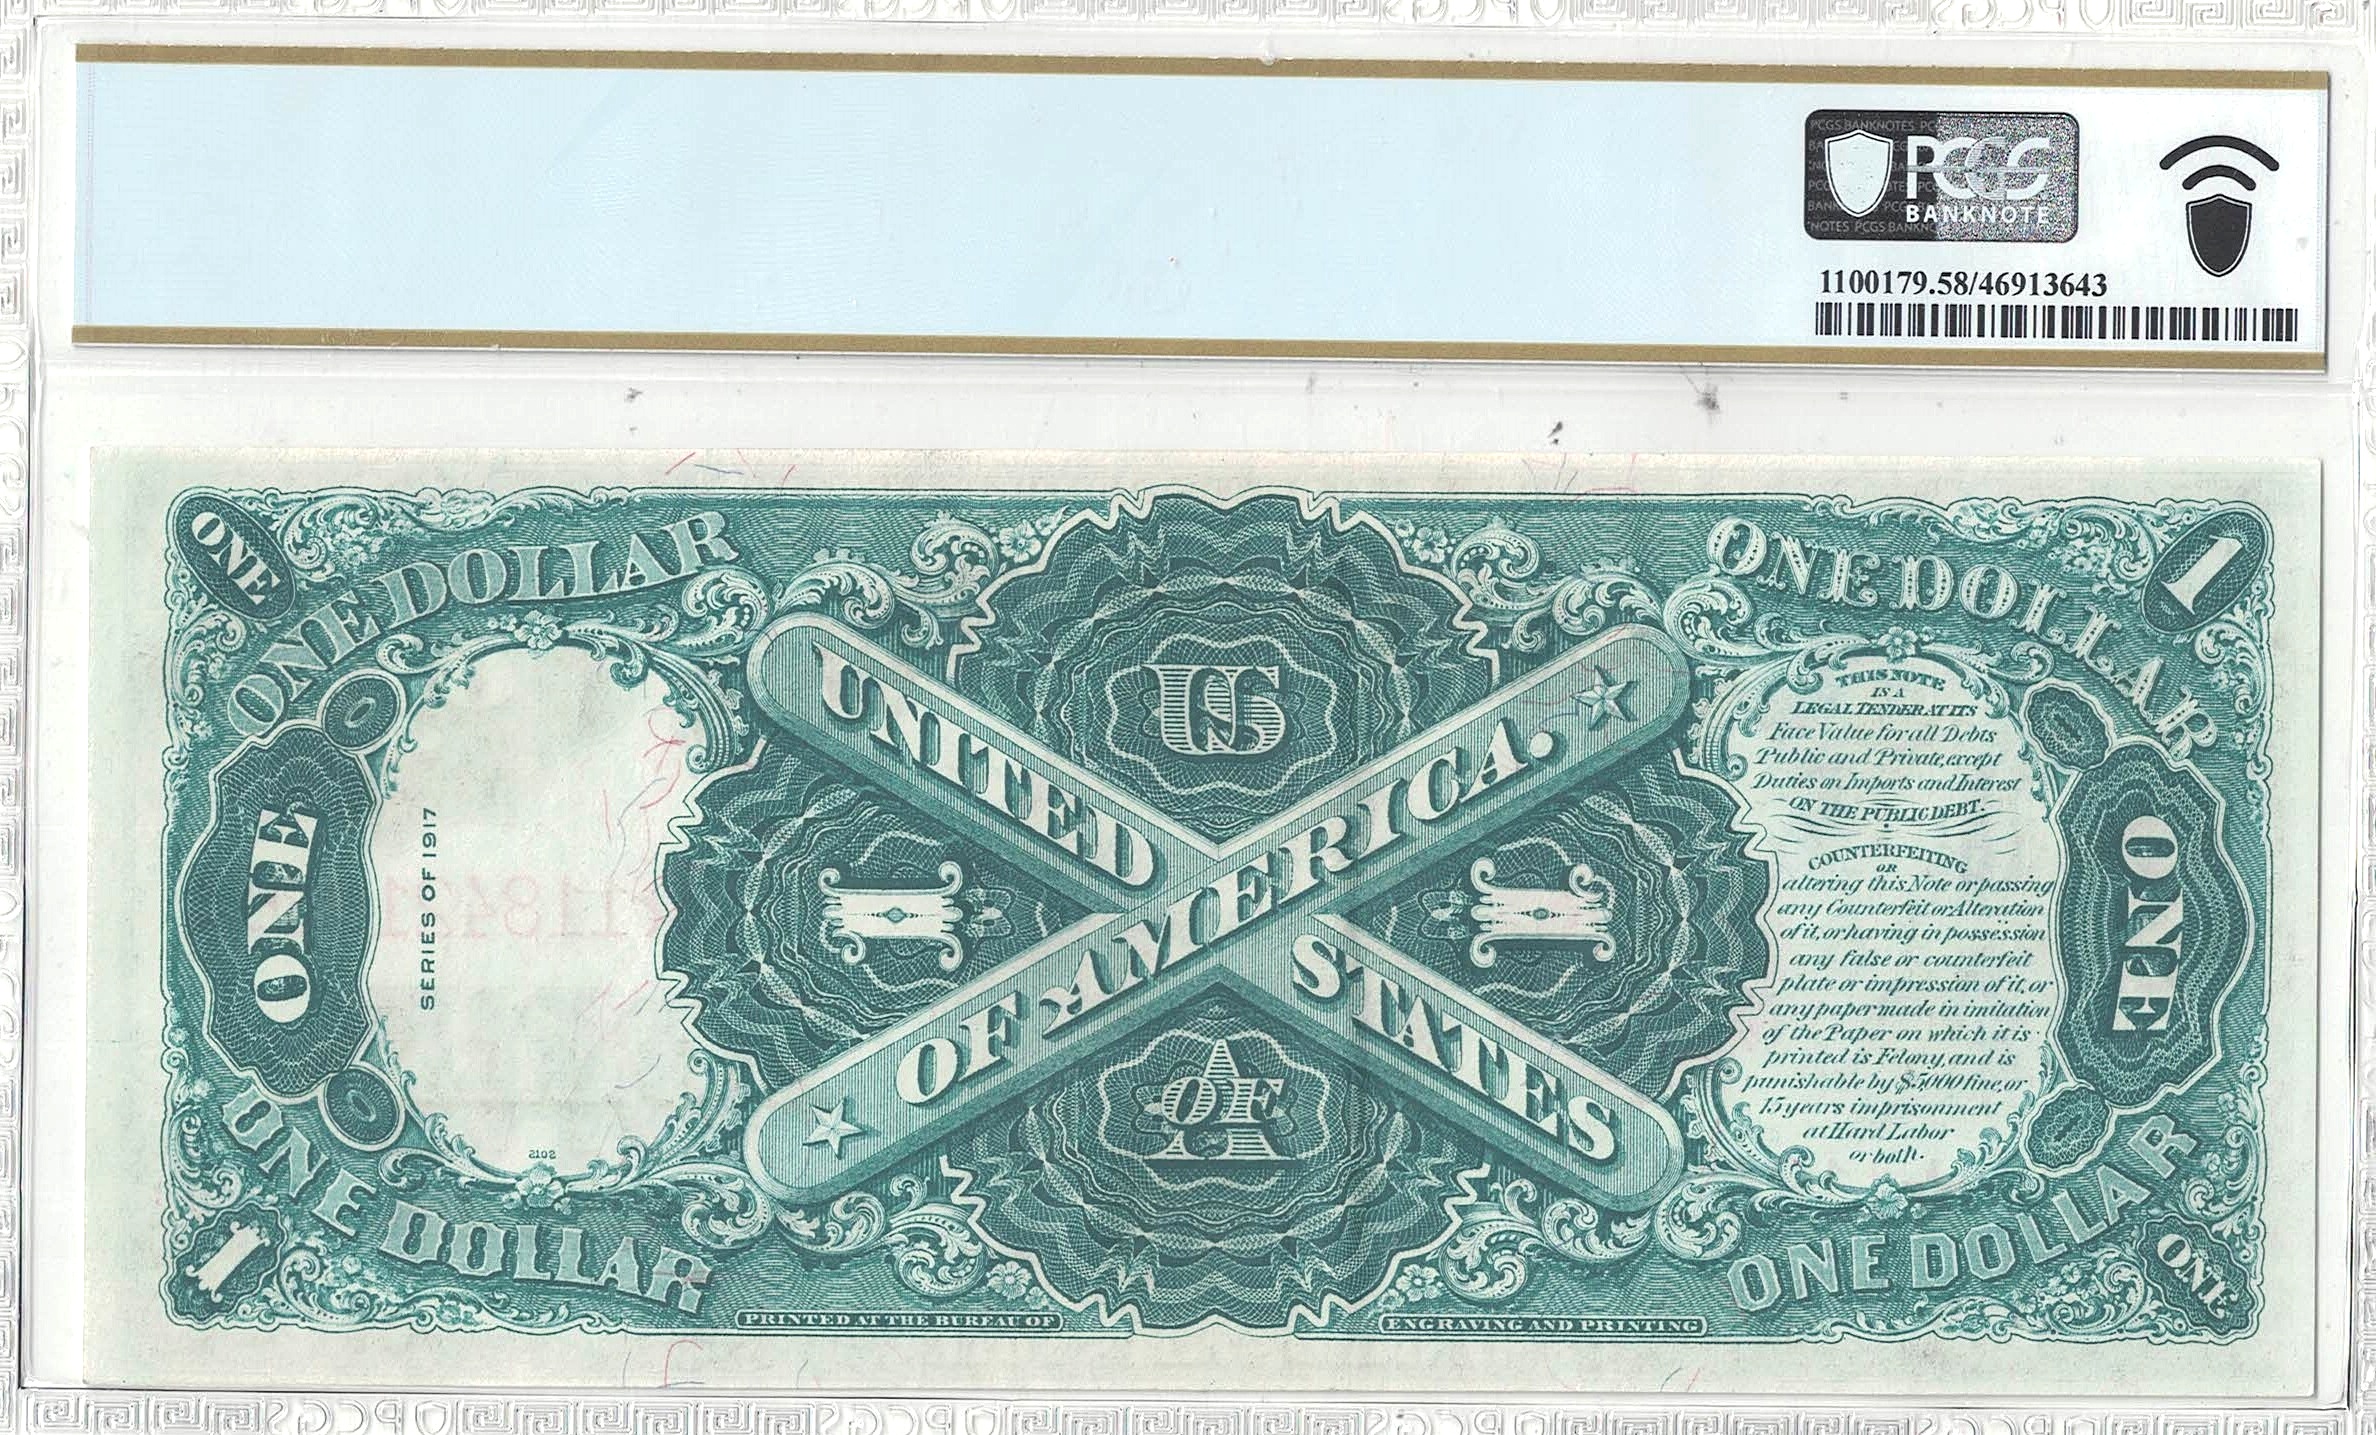 PCGS
BANKNOTE
1100179.58/46913643
ONE
ONE DOLLAR
ONE DOLLAR
1
US
UNITED
STATES
OF AMERICA.
1
1
OF A
ONE
SERIES OF 1917
2102
THIS NOTE
IS A
LEGAL TENDER AT ITS
Face Value for all Debts
Public and Private, except
Duties on Imports and Interest
ON THE PUBLIC DEBT.
COUNTERFEITING
OR
altering this Note or passing
any Counterfeit or Alteration
of it, or having in possession
any false or counterfeit
plate or impression of it, or
any paper made in imitation
of the Paper on which it is
printed is Felony, and is
punishable by $5000 fine, or
15 years imprisonment
at Hard Labor
or both.
ONE
ONE DOLLAR
1
ONE DOLLAR
ONE
PRINTED AT THE BUREAU OF
ENGRAVING AND PRINTING